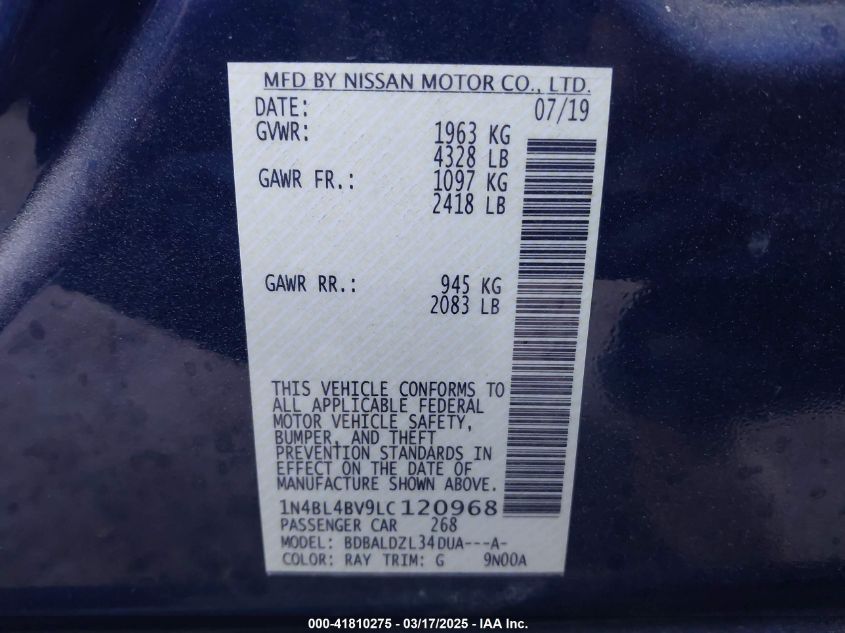 MFD BY NISSAN MOTOR CO., LTD.
DATE: 07/19
GVWR: 1963 KG
4328 LB
GAWR FR.: 1097 KG
2418 LB
GAWR RR.: 945 KG
2083 LB
THIS VEHICLE CONFORMS TO
ALL APPLICABLE FEDERAL
MOTOR VEHICLE SAFETY,
BUMPER, AND THEFT
PREVENTION STANDARDS IN
EFFECT ON THE DATE OF
MANUFACTURE SHOWN ABOVE.
1N4BL4BV9LC120968
PASSENGER CAR 268
MODEL: BDBALDZL34DUA---A-
COLOR: RAY TRIM: G 9N00A
000-41810275 - 03/17/2025 - IAA Inc.